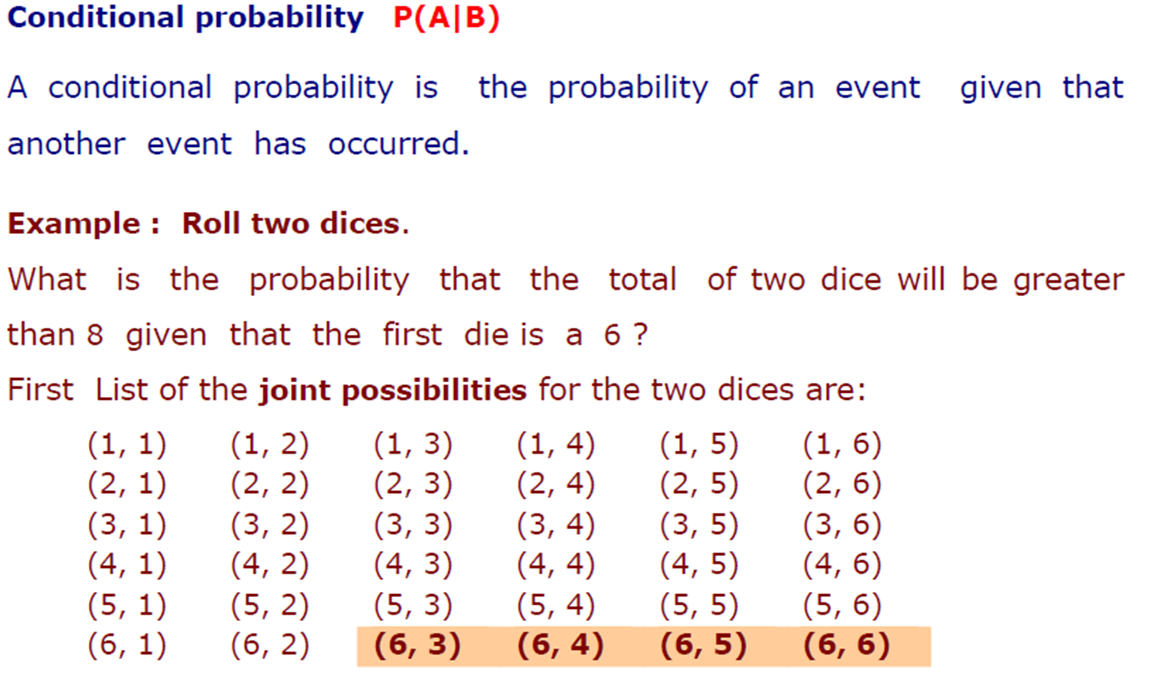 Conditional probability P(A|B)
A conditional probability is the probability of an event given that
another event has occurred.
Example : Roll two dices.
What is the probability that the total of two dice will be greater
than 8 given that the first die is a 6 ?
First List of the joint possibilities for the two dices are:
(1, 1) (1, 2) (1, 3) (1, 4) (1, 5) (1, 6)
(2, 1) (2, 2) (2, 3) (2, 4) (2, 5) (2, 6)
(3, 1) (3, 2) (3, 3) (3, 4) (3, 5) (3, 6)
(4, 1) (4, 2) (4, 3) (4, 4) (4, 5) (4, 6)
(5, 1) (5, 2) (5, 3) (5, 4) (5, 5) (5, 6)
(6, 1) (6, 2) (6, 3) (6, 4) (6, 5) (6, 6)